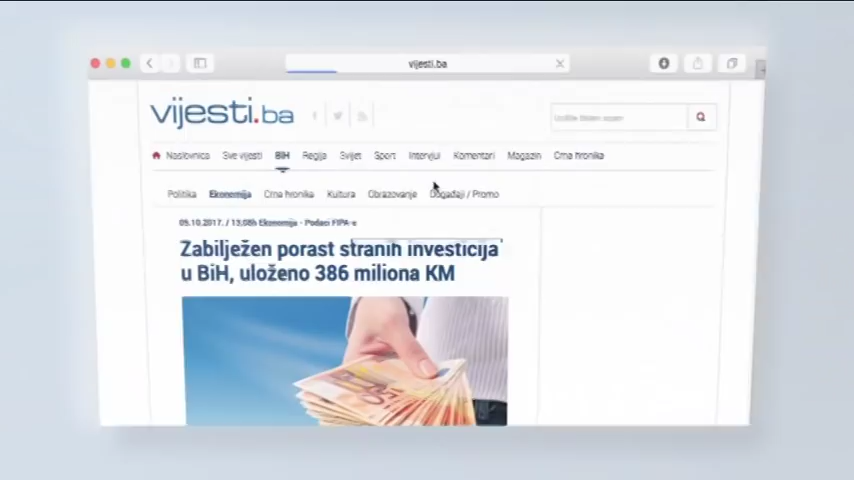 vijesti.ba
vijesti.ba
Naslovnica Sve vijesti BiH Regija Svijet Sport Intervjui Komentari Magazin Crna hronika
Politika Ekonomija Crna hronika Kultura Obrazovanje Događaji / Promo
05.10.2017. / 13:08h Ekonomija - Podaci FIPA-e
Zabilježen porast stranih investicija
u BiH, uloženo 386 miliona KM